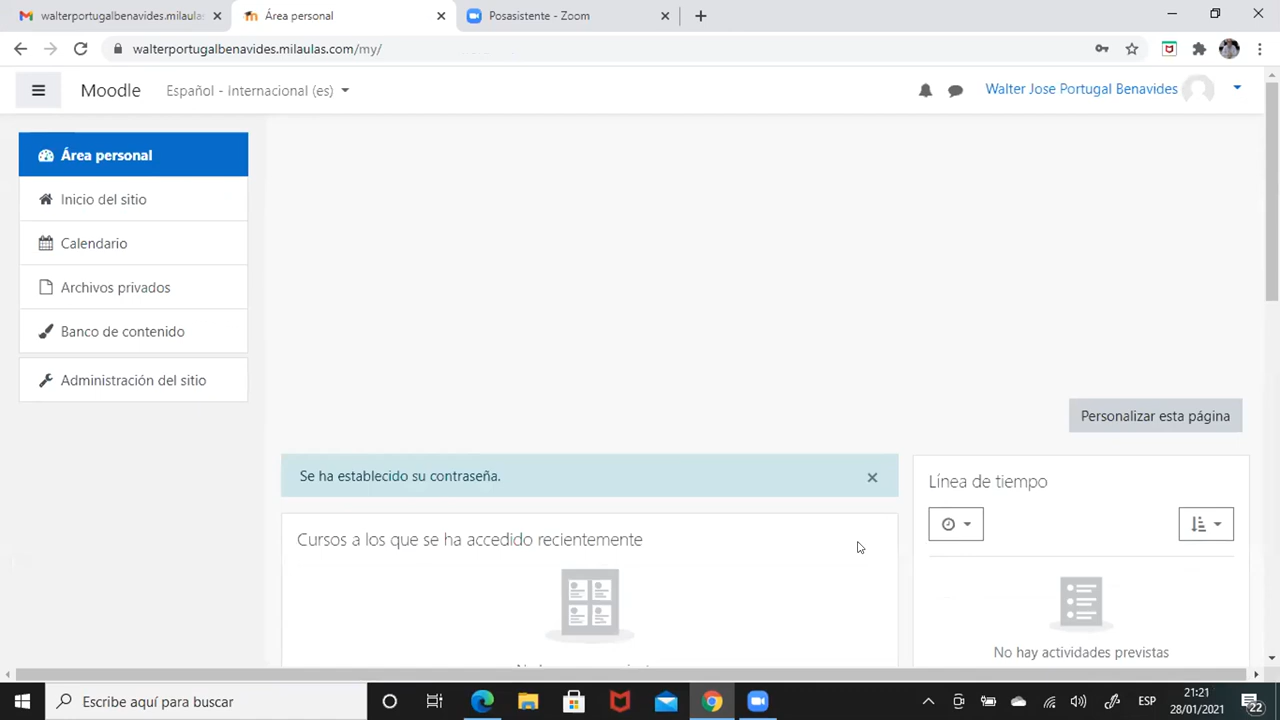 walterportugalbenavides.milaulas
Área personal
Posasistente - Zoom
walterportugalbenavides.milaulas.com/my/
Moodle
Español - Internacional (es)
Walter Jose Portugal Benavides
Área personal
Inicio del sitio
Calendario
Archivos privados
Banco de contenido
Administración del sitio
Personalizar esta página
Se ha establecido su contraseña.
Línea de tiempo
Cursos a los que se ha accedido recientemente
No hay actividades previstas
Escribe aquí para buscar
ESP
21:21
28/01/2021
22